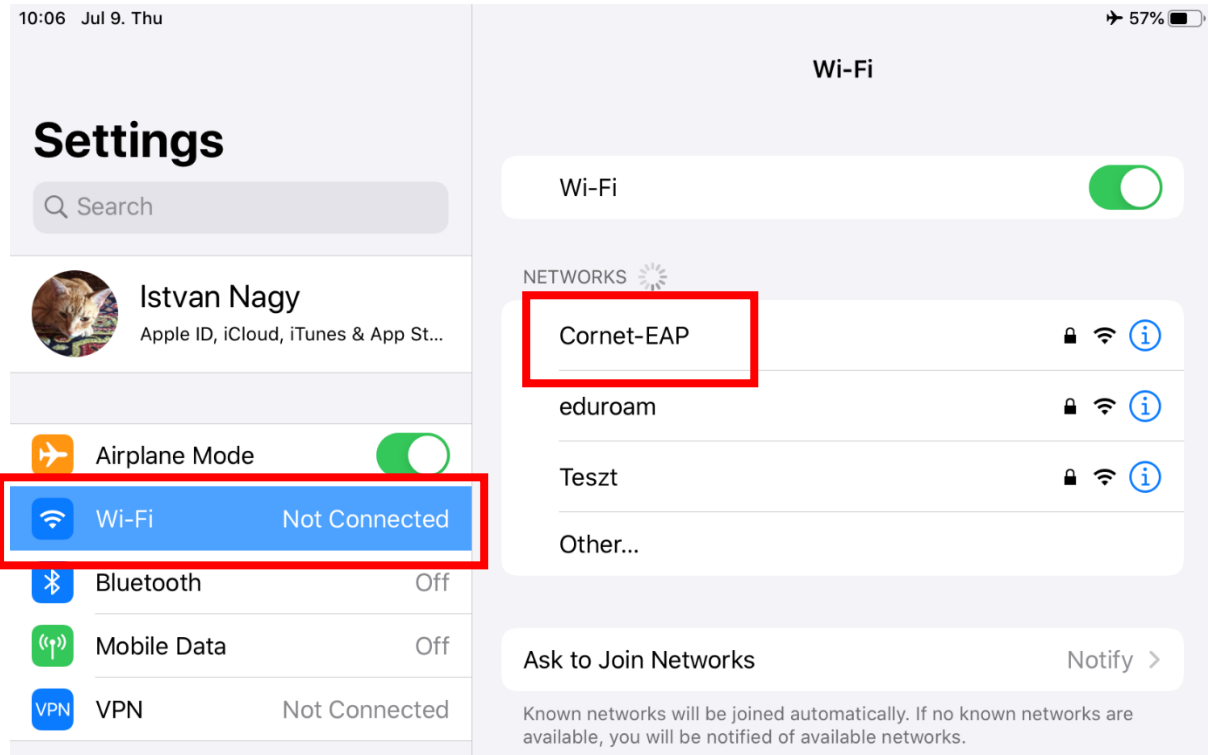 10:06 Jul 9. Thu
57%
Settings
Search
Istvan Nagy
Apple ID, iCloud, iTunes & App St...
Airplane Mode
Wi-Fi Not Connected
Bluetooth Off
Mobile Data Off
VPN VPN Not Connected
Wi-Fi
Wi-Fi
NETWORKS
Cornet-EAP
eduroam
Teszt
Other...
Ask to Join Networks Notify
Known networks will be joined automatically. If no known networks are
available, you will be notified of available networks.